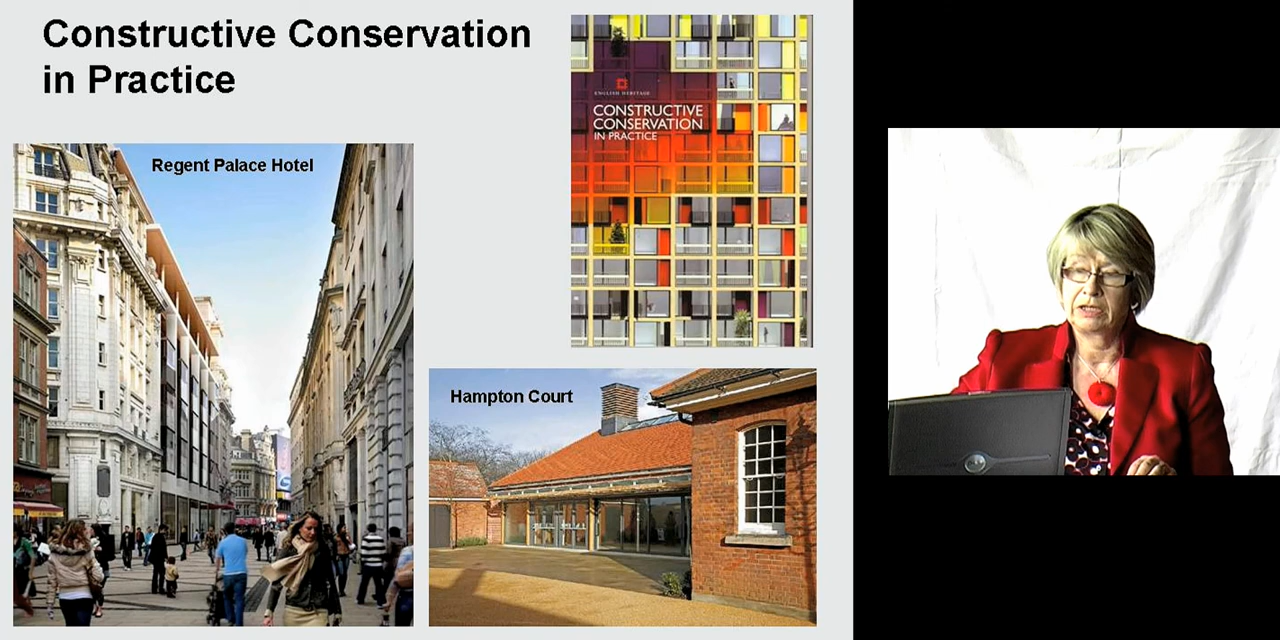 Constructive Conservation
in Practice
ENGLISH HERITAGE
CONSTRUCTIVE
CONSERVATION
IN PRACTICE
Regent Palace Hotel
Hampton Court